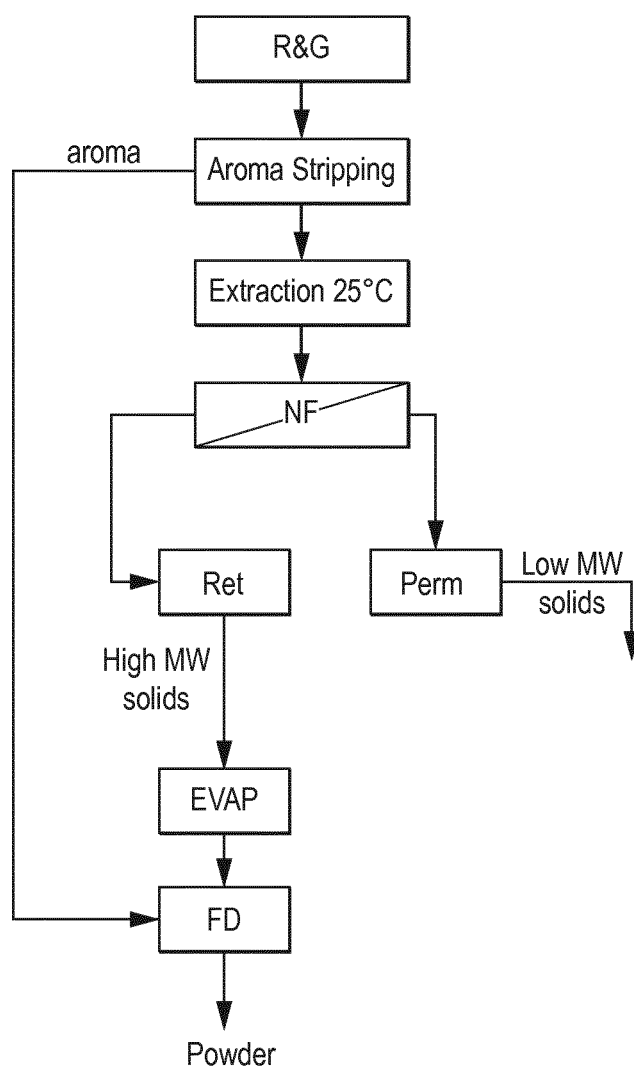 R&G
aroma
Aroma Stripping
Extraction 25°C
NF
Ret
Perm
Low MW
solids
High MW
solids
EVAP
FD
Powder